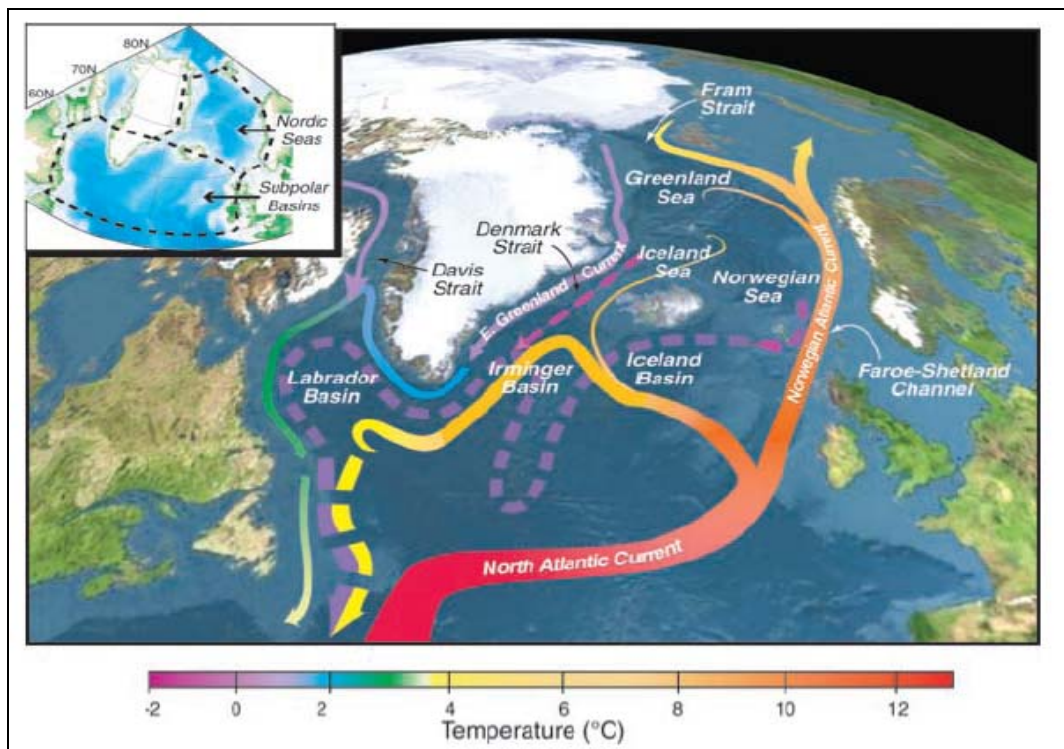 80N
70N
60N
Nordic
Seas
Subpolar
Basins
Fram
Strait
Greenland
Sea
Denmark
Strait
Iceland
Sea
Norwegian
Sea
Davis
Strait
E. Greenland Current
Norwegian Atlantic Current
Labrador
Basin
Irminger
Basin
Iceland
Basin
Faroe-Shetland
Channel
North Atlantic Current
-2 0 2 4 6 8 10 12
Temperature (°C)